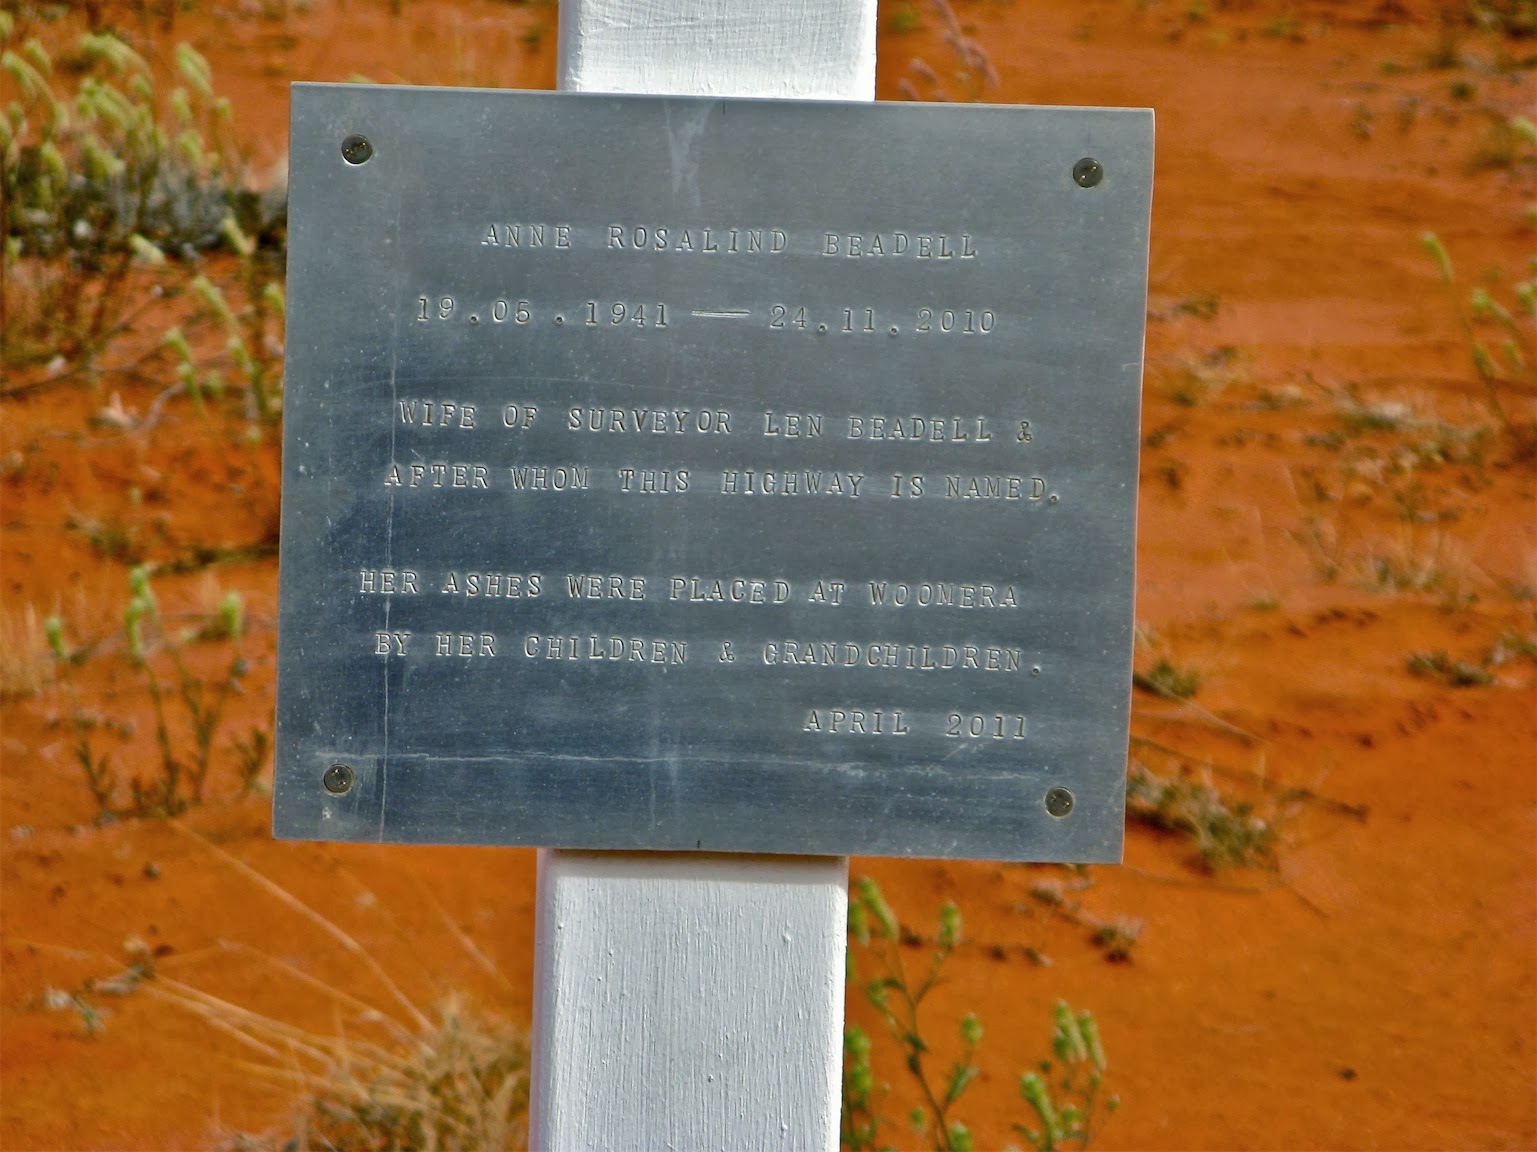 ANNE ROSALIND BEADELL
19.05.1941 — 24.11.2010
WIFE OF SURVEYOR LEN BEADELL &
AFTER WHOM THIS HIGHWAY IS NAMED.
HER ASHES WERE PLACED AT WOOMERA
BY HER CHILDREN & GRANDCHILDREN.
APRIL 2011